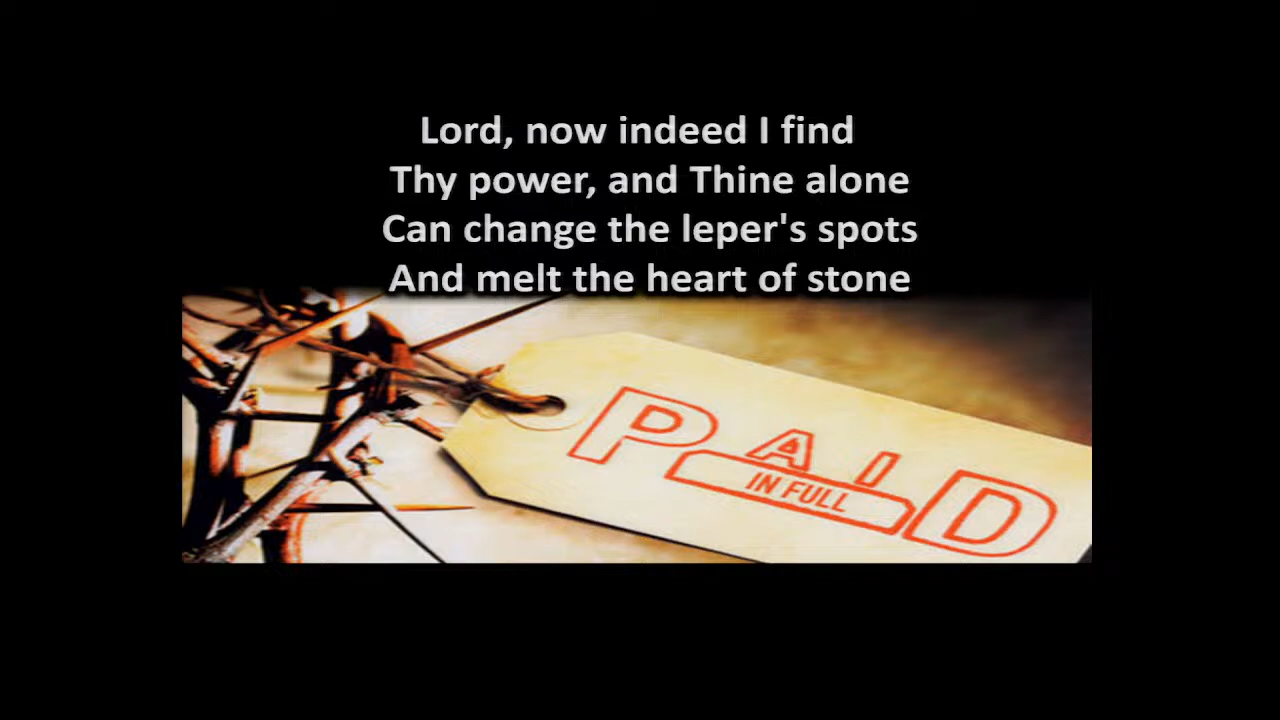 Lord, now indeed I find
Thy power, and Thine alone
Can change the leper's spots
And melt the heart of stone
PAID
IN FULL